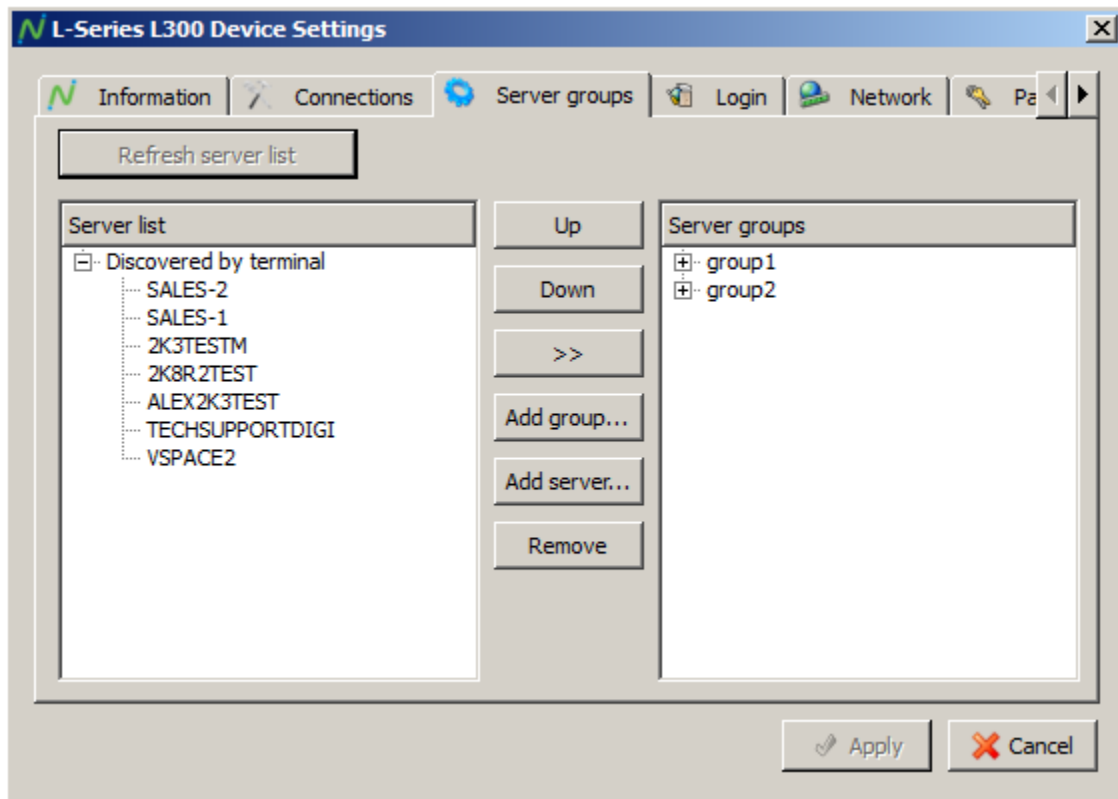 L-Series L300 Device Settings
Information
Connections
Server groups
Login
Network
Pa
Refresh server list
Server list
Discovered by terminal
SALES-2
SALES-1
2K3TESTM
2K8R2TEST
ALEX2K3TEST
TECHSUPPORTDIGI
VSPACE2
Up
Down
>>
Add group...
Add server...
Remove
Server groups
group1
group2
Apply
Cancel